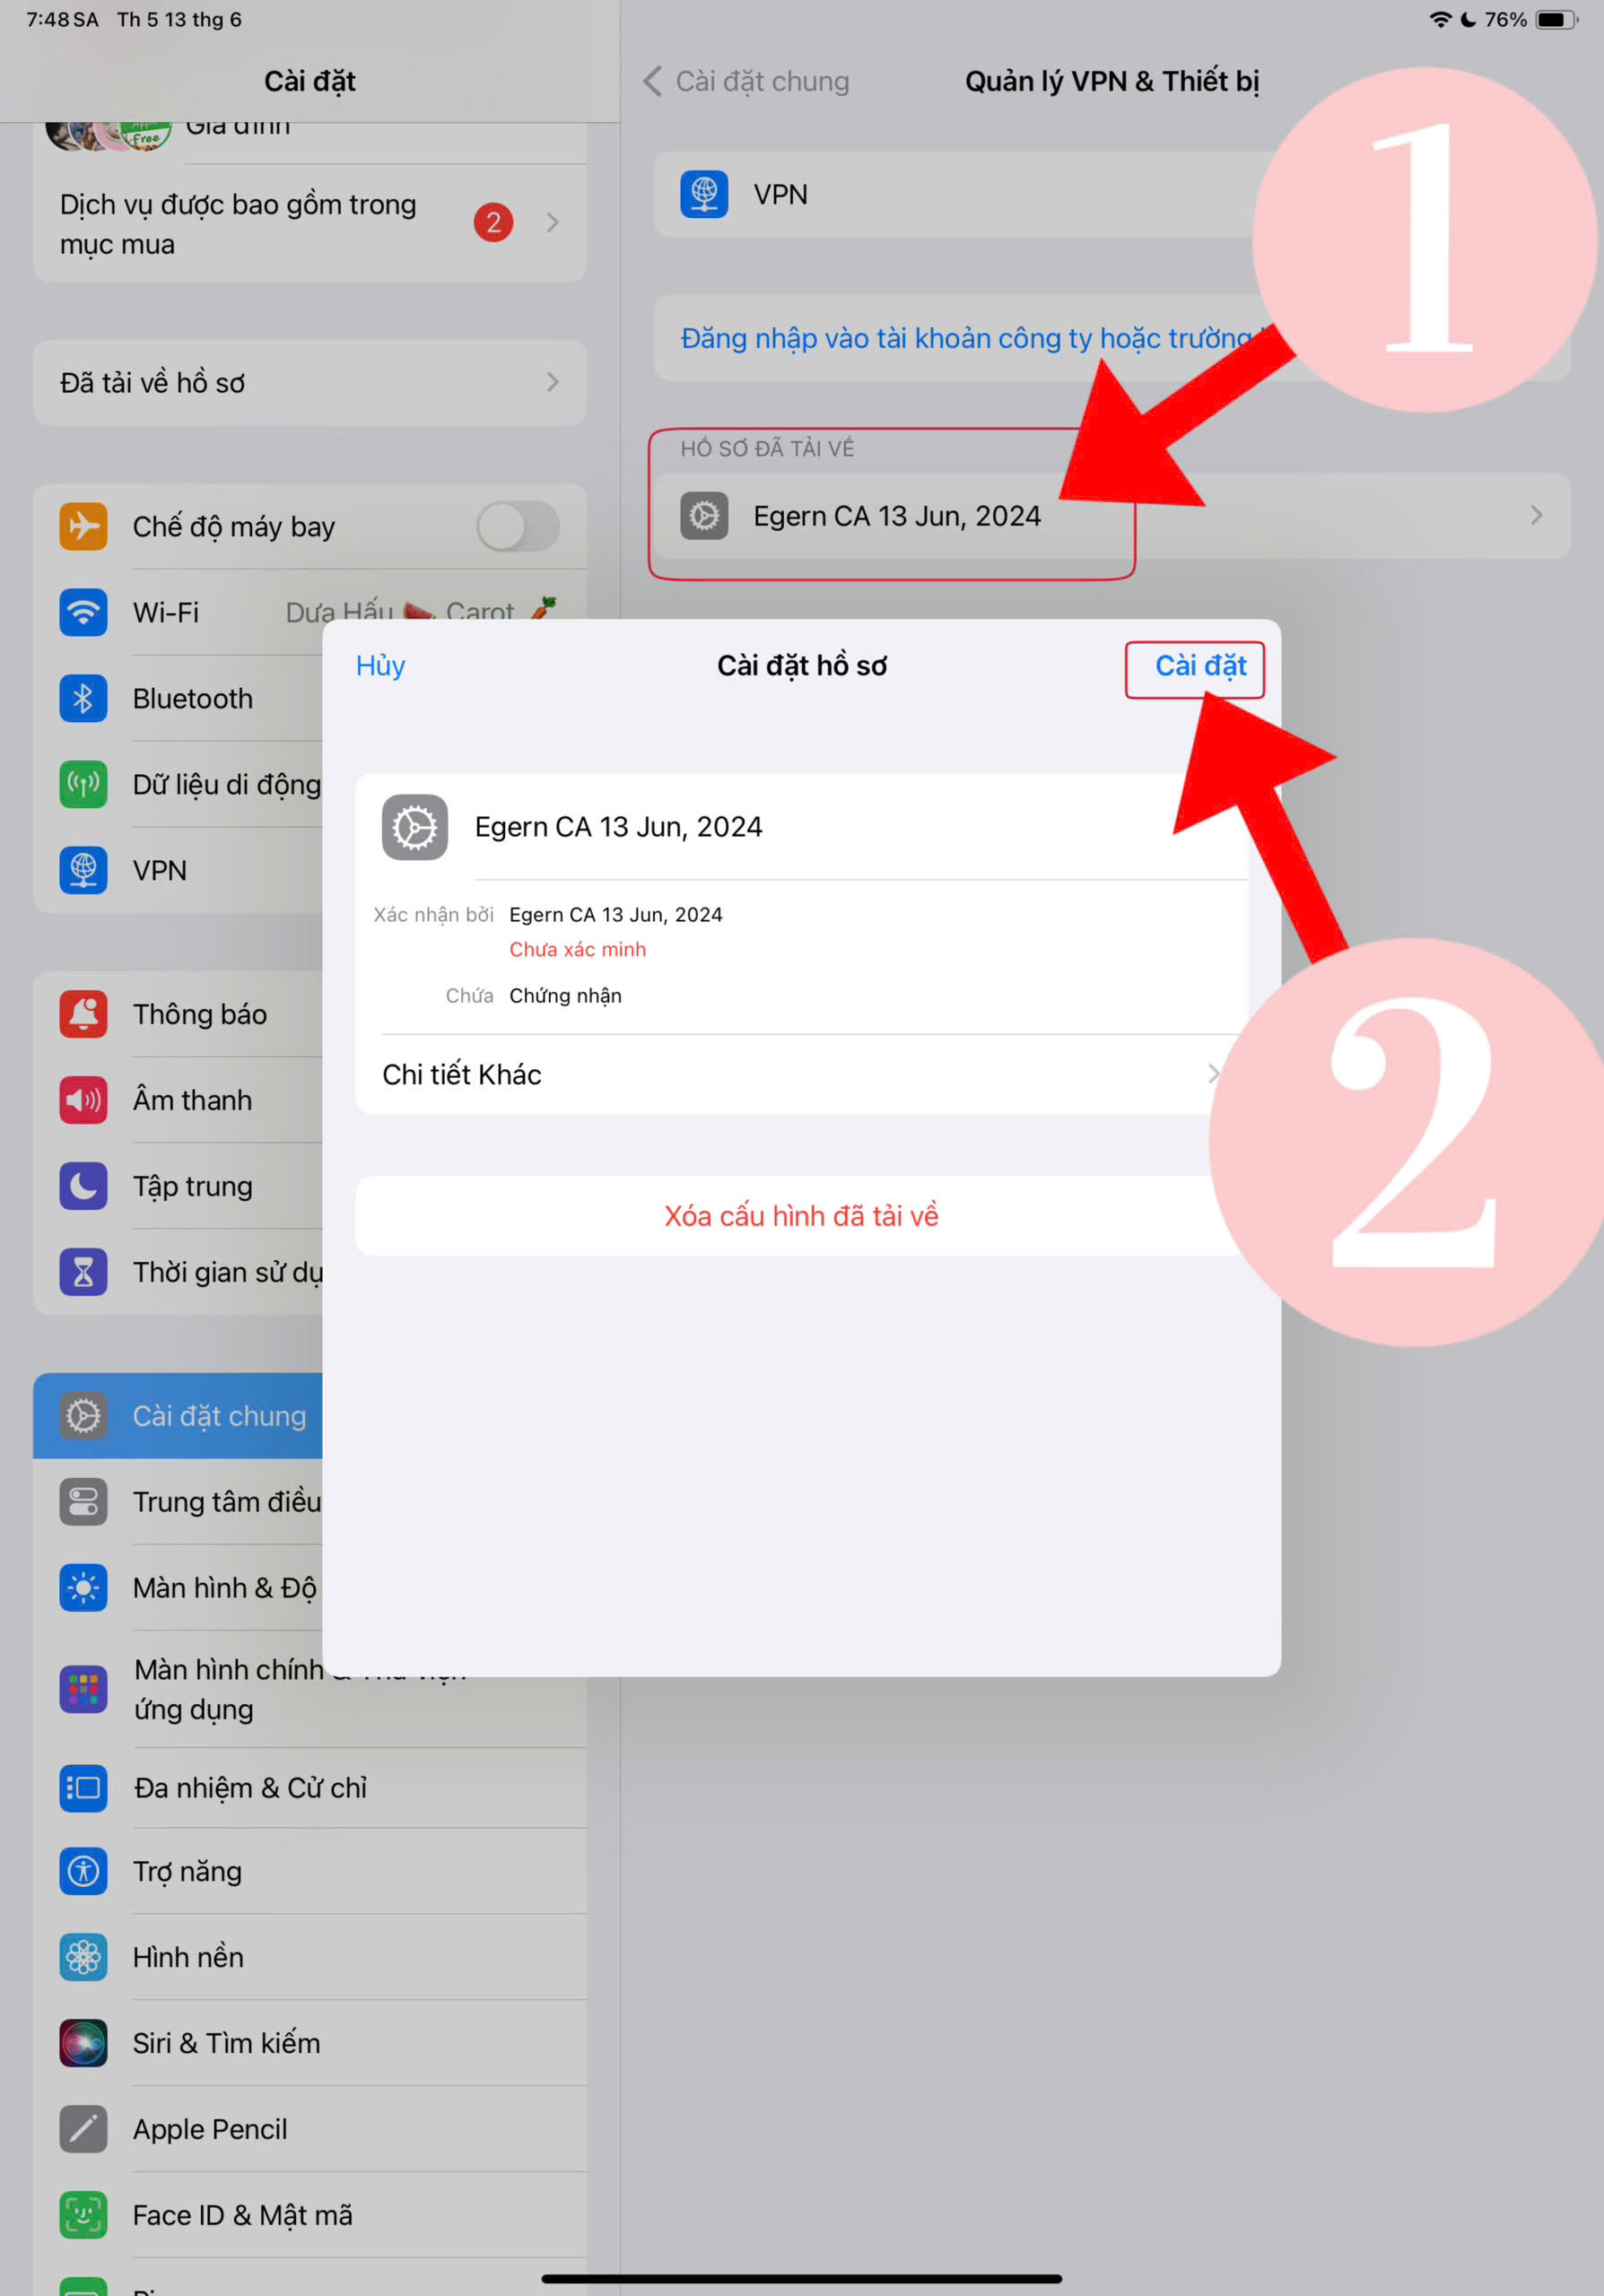 7:48 SA Th 5 13 thg 6
76%
Cài đặt
Gia đình
Free
Dịch vụ được bao gồm trong
mục mua
2
Đã tải về hồ sơ
Chế độ máy bay
Wi-Fi
Dưa Hấu 🍉 Carot 🥕
Bluetooth
Dữ liệu di động
VPN
Thông báo
Âm thanh
Tập trung
Thời gian sử dụ
Cài đặt chung
Trung tâm điều
Màn hình & Độ
Màn hình chính & Thư viện
ứng dụng
Đa nhiệm & Cử chỉ
Trợ năng
Hình nền
Siri & Tìm kiếm
Apple Pencil
Face ID & Mật mã
Cài đặt chung
Quản lý VPN & Thiết bị
VPN
Đăng nhập vào tài khoản công ty hoặc trường
HỒ SƠ ĐÃ TẢI VỀ
Egern CA 13 Jun, 2024
1
Hủy
Cài đặt hồ sơ
Cài đặt
Egern CA 13 Jun, 2024
Xác nhận bởi Egern CA 13 Jun, 2024
Chưa xác minh
Chứa Chứng nhận
Chi tiết Khác
Xóa cấu hình đã tải về
2